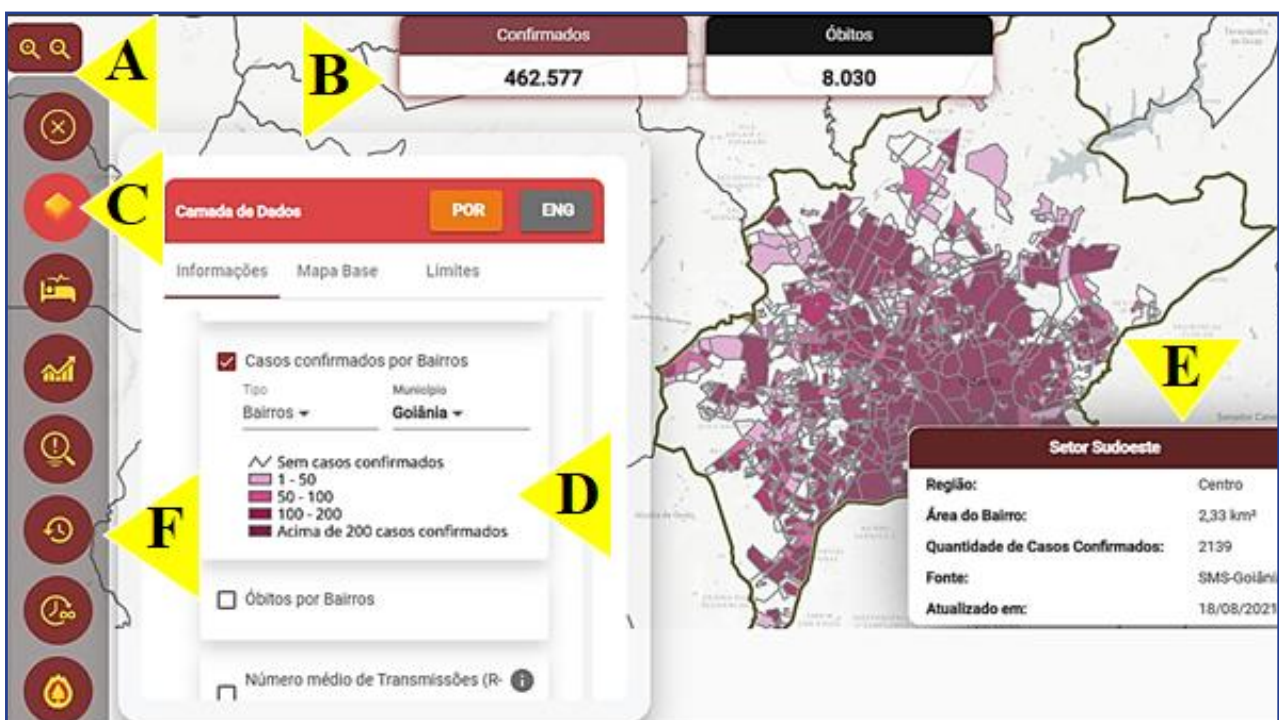 A
B
Confirmados
462.577
Óbitos
8.030
C
Camada de Dados
POR
ENG
Informações
Mapa Base
Limites
Casos confirmados por Bairros
Tipo
Município
Bairros
Goiânia
Sem casos confirmados
1 - 50
50 - 100
100 - 200
Acima de 200 casos confirmados
D
E
F
Óbitos por Bairros
Número médio de Transmissões (R-
Setor Sudoeste
Região: Centro
Área do Bairro: 2,33 km²
Quantidade de Casos Confirmados: 2139
Fonte: SMS-Goiâni
Atualizado em: 18/08/2021